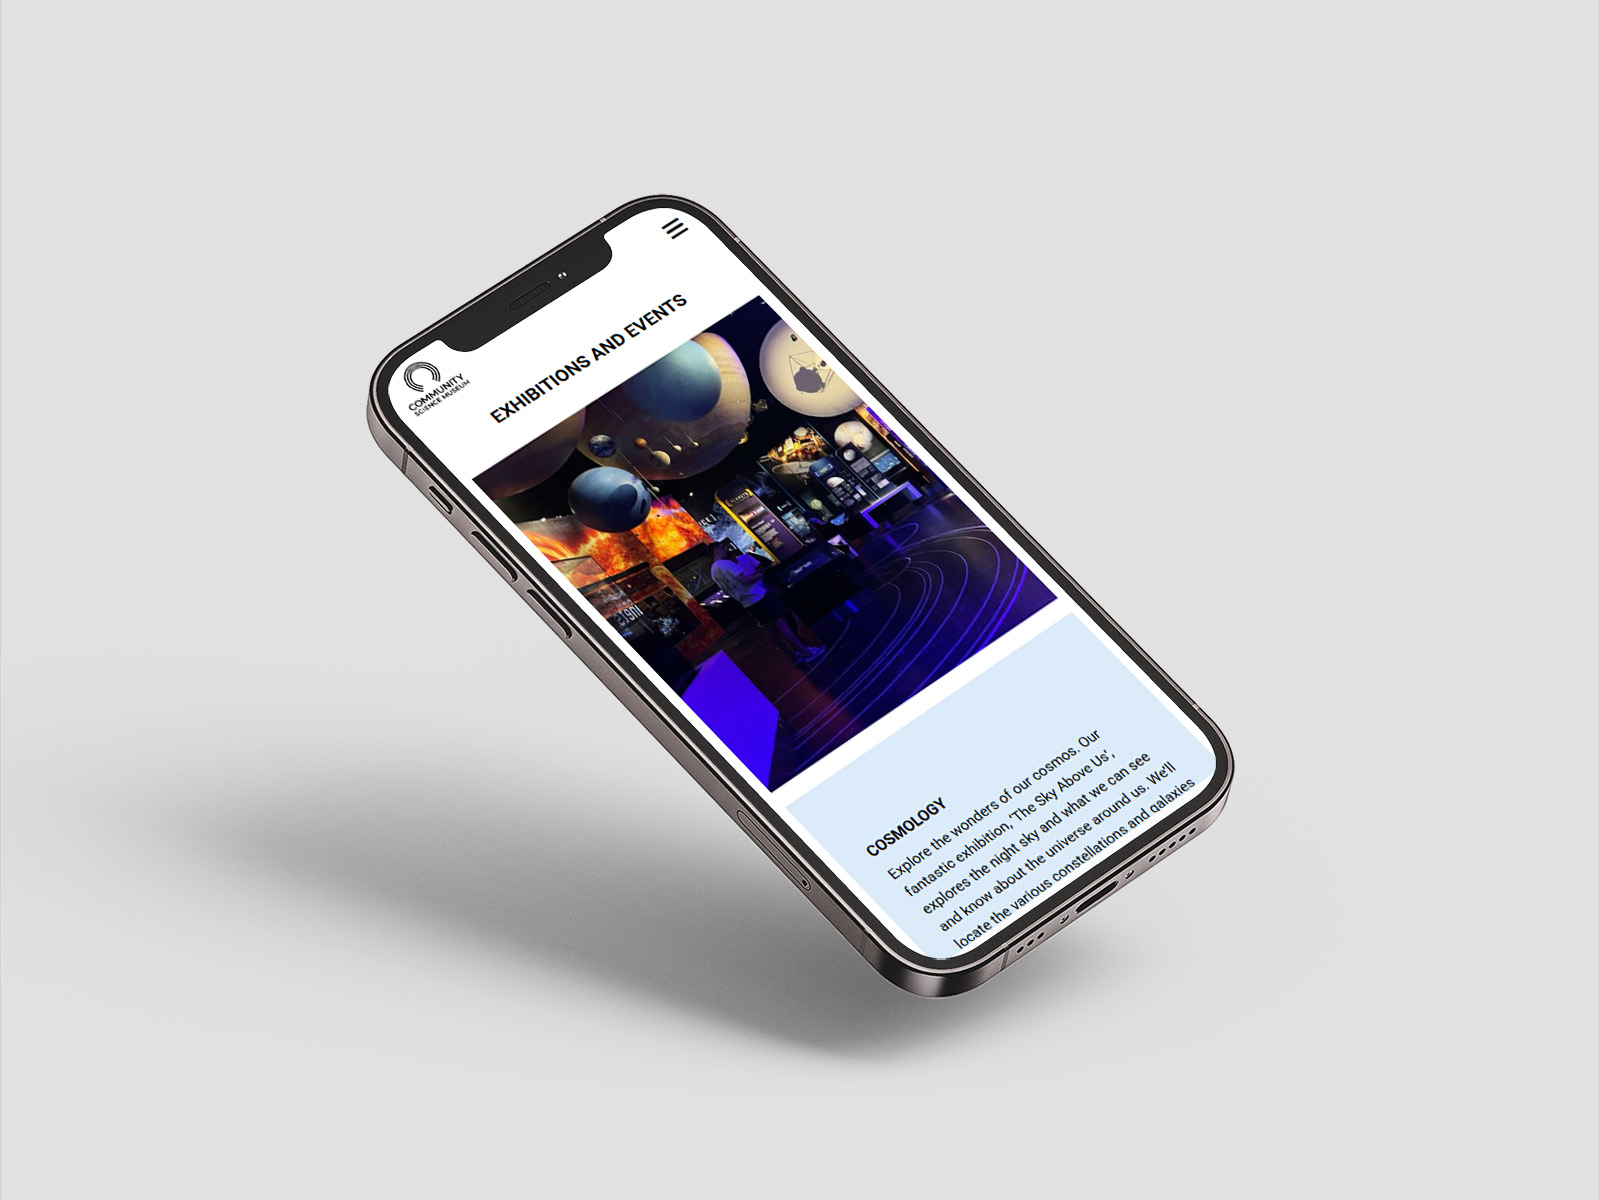 COMMUNITY
SCIENCE MUSEUM
EXHIBITIONS AND EVENTS
COSMOLOGY
Explore the wonders of our cosmos. Our
fantastic exhibition, 'The Sky Above Us',
explores the night sky and what we can see
and know about the universe around us. We'll
locate the various constellations and galaxies